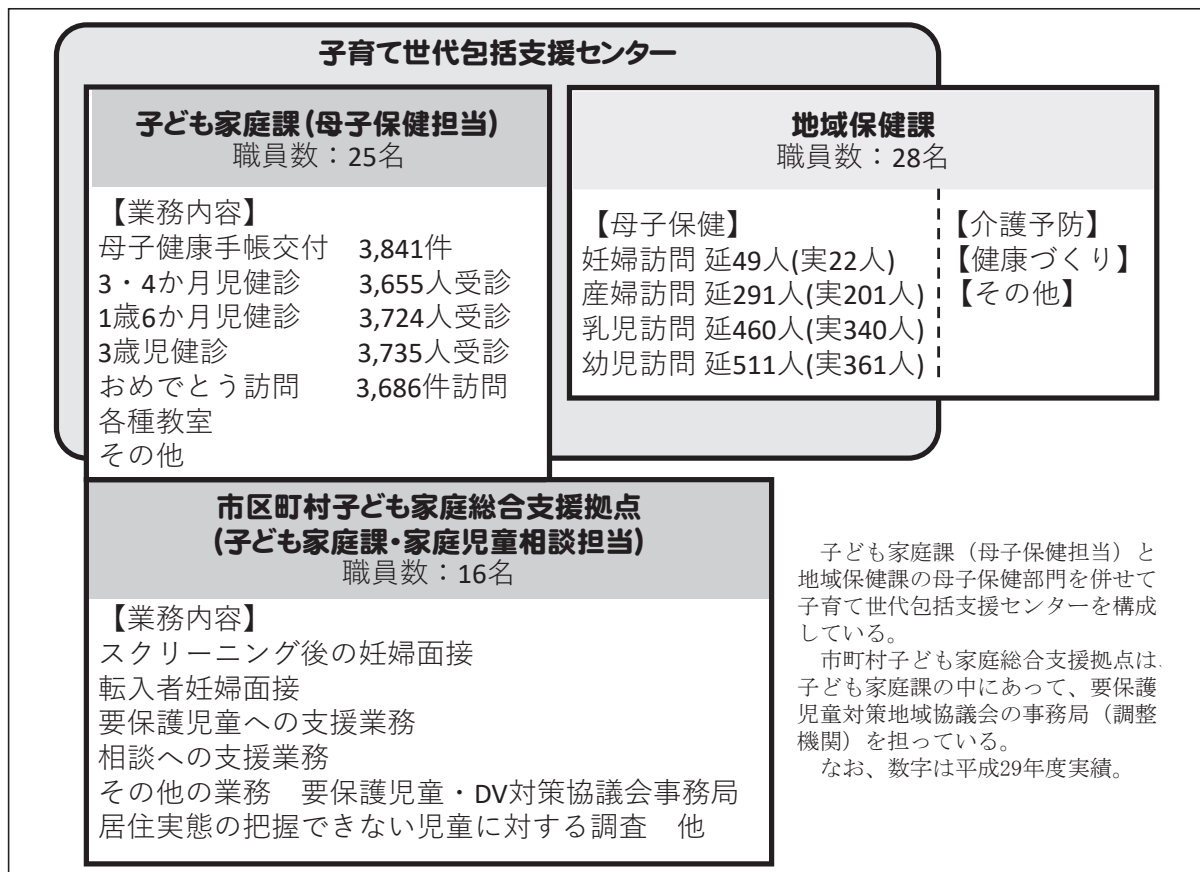 子育て世代包括支援センター
子ども家庭課(母子保健担当)
職員数：25名
【業務内容】
母子健康手帳交付　3,841件
3・4か月児健診　3,655人受診
1歳6か月児健診　3,724人受診
3歳児健診　3,735人受診
おめでとう訪問　3,686件訪問
各種教室
その他
地域保健課
職員数：28名
【母子保健】
妊婦訪問 延49人(実22人)
産婦訪問 延291人(実201人)
乳児訪問 延460人(実340人)
幼児訪問 延511人(実361人)
【介護予防】
【健康づくり】
【その他】
市区町村子ども家庭総合支援拠点
(子ども家庭課・家庭児童相談担当)
職員数：16名
【業務内容】
スクリーニング後の妊婦面接
転入者妊婦面接
要保護児童への支援業務
相談への支援業務
その他の業務　要保護児童・DV対策協議会事務局
居住実態の把握できない児童に対する調査　他
子ども家庭課（母子保健担当）と
地域保健課の母子保健部門を併せて
子育て世代包括支援センターを構成
している。
市町村子ども家庭総合支援拠点は、
子ども家庭課の中にあって、要保護
児童対策地域協議会の事務局（調整
機関）を担っている。
なお、数字は平成29年度実績。